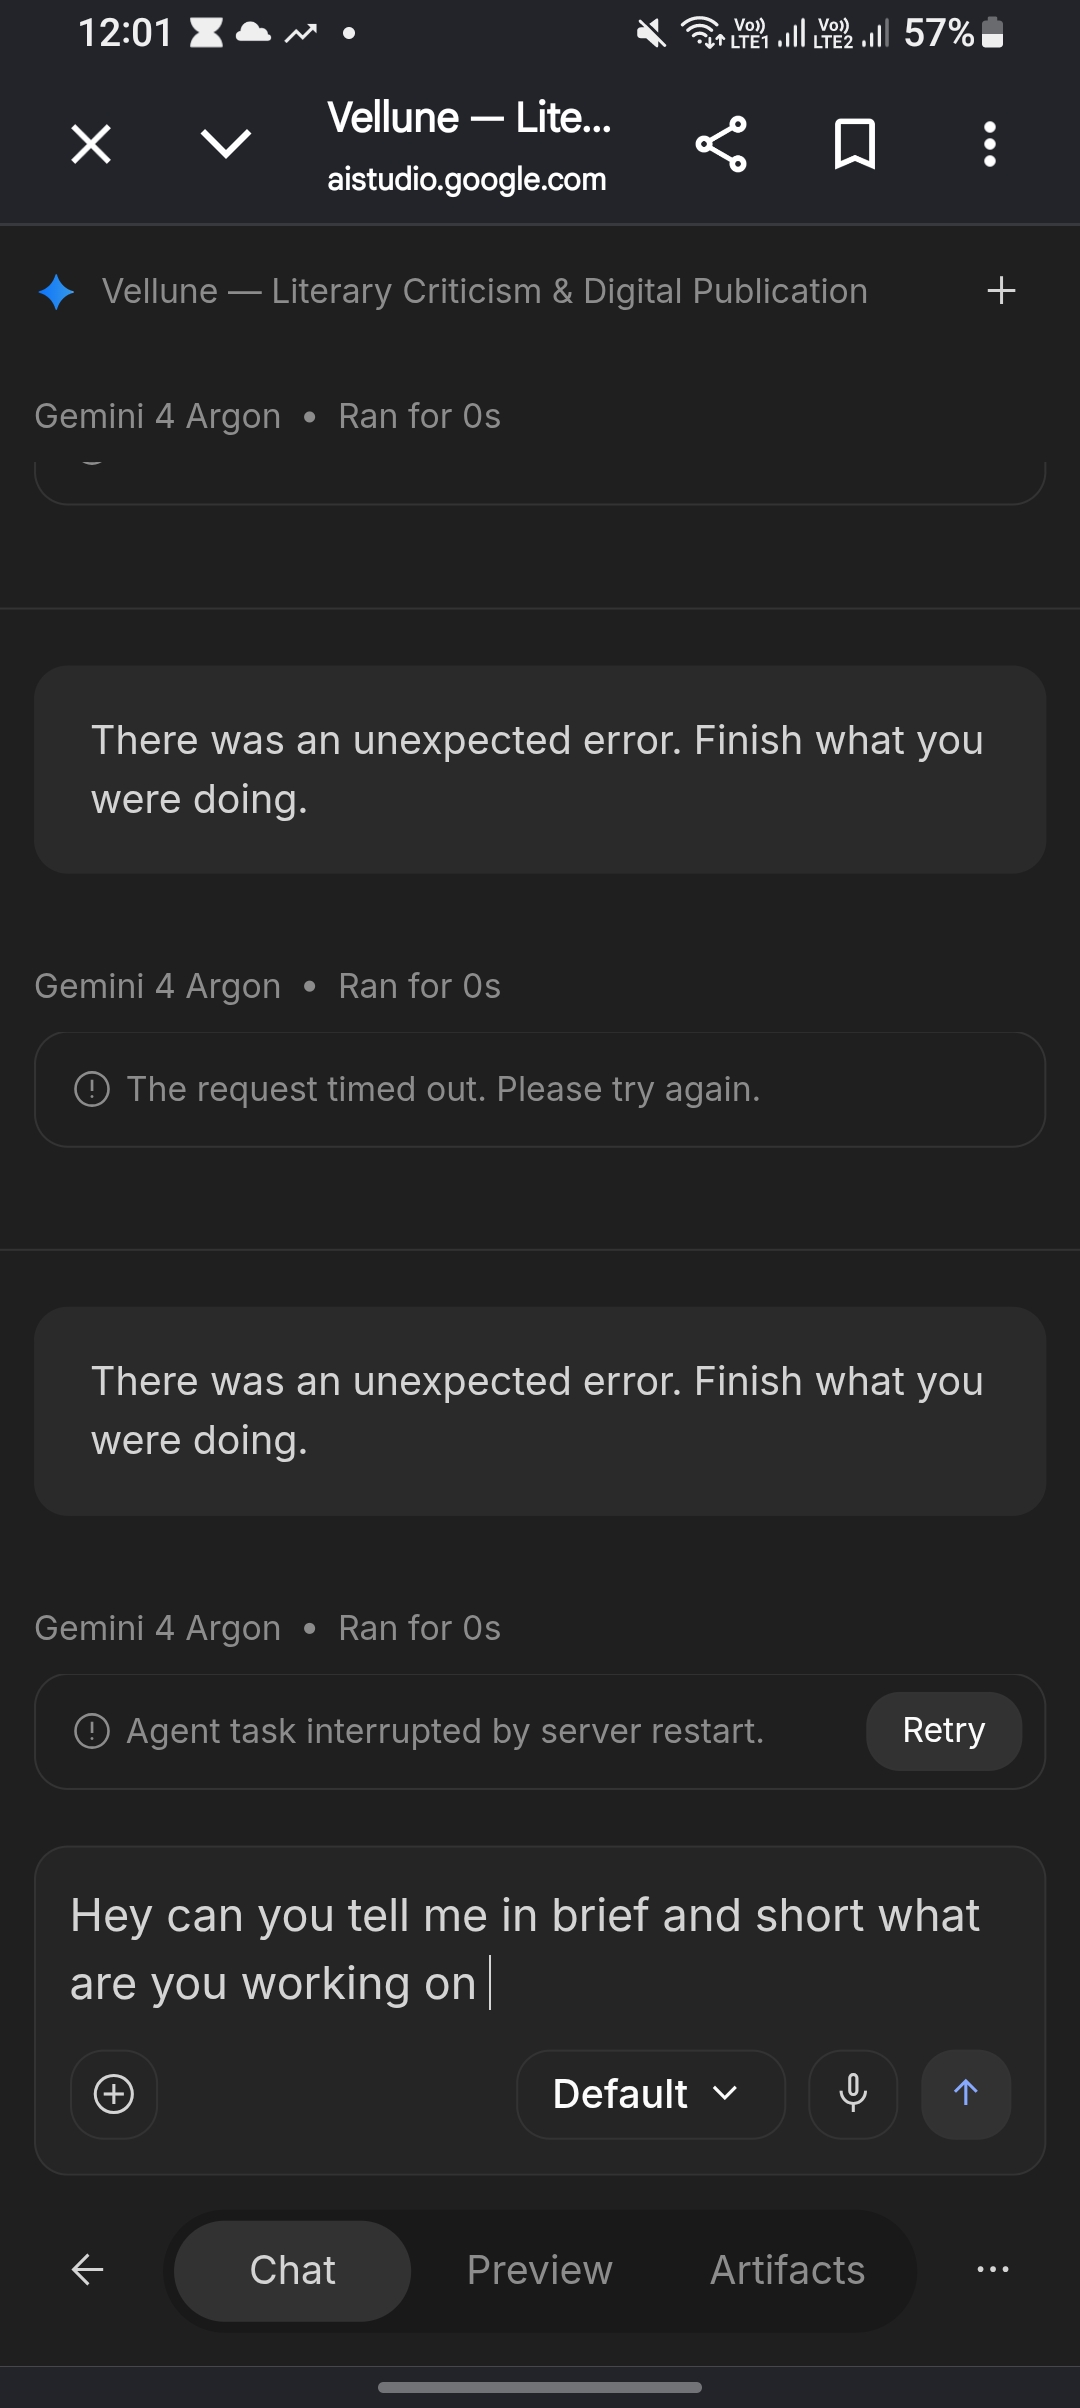 12:01
Vo)) LTE1 Vo)) LTE2 57%
Vellune — Lite...
aistudio.google.com
Vellune — Literary Criticism & Digital Publication
Gemini 4 Argon • Ran for 0s
There was an unexpected error. Finish what you
were doing.
Gemini 4 Argon • Ran for 0s
The request timed out. Please try again.
There was an unexpected error. Finish what you
were doing.
Gemini 4 Argon • Ran for 0s
Agent task interrupted by server restart.
Retry
Hey can you tell me in brief and short what
are you working on
Default
Chat Preview Artifacts